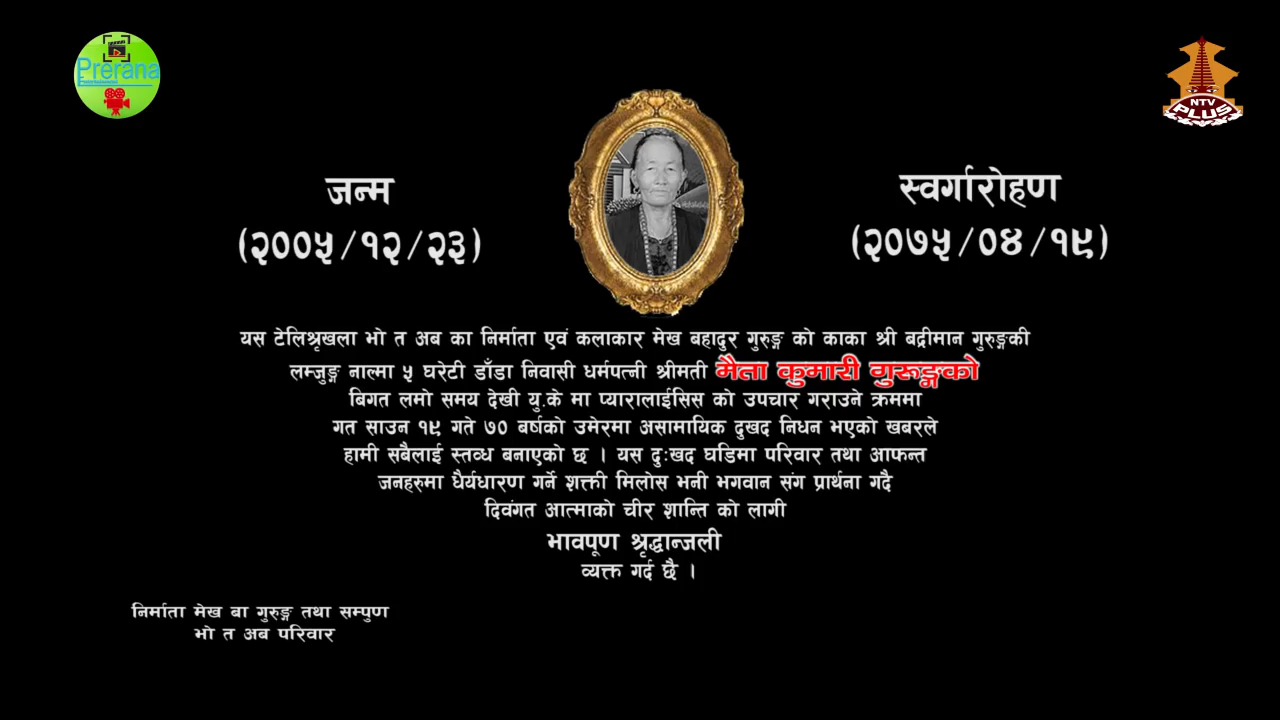 Prerana
NTV
PLUS
जन्म
(२००५/१२/२३)
स्वर्गारोहण
(२०७५/०४/१९)
यस टेलिश्रृखला भो त अब का निर्माता एवं कलाकार मेख बहादुर गुरुङ्ग को काका श्री बद्रीमान गुरुङ्गकी
लम्जुङ्ग नाल्मा ५ घरेटी डाँडा निवासी धर्मपत्नी श्रीमती मैता कुमारी गुरूङ्गको
बिगत लमो समय देखी यु.के मा प्यारालाईसिस को उपचार गराउने क्रममा
गत साउन १९ गते ७० बर्षको उमेरमा असामायिक दुखद निधन भएको खबरले
हामी सबैलाई स्तव्ध बनाएको छ । यस दुःखद घडिमा परिवार तथा आफन्त
जनहरुमा धैर्यधारण गर्ने शक्ती मिलोस भनी भगवान संग प्रार्थना गदै
दिवंगत आत्माको चीर शान्ति को लागी
भावपूण श्रृद्धान्जली
व्यक्त गर्द छै ।
निर्माता मेख बा गुरुङ्ग तथा सम्पुण
भो त अब परिवार